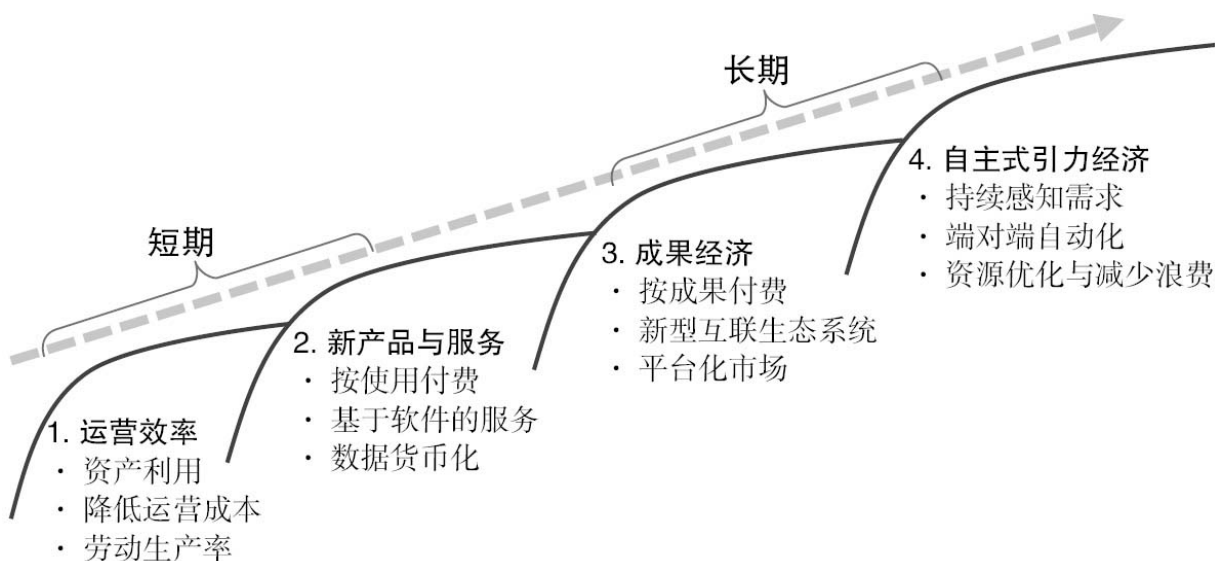 长期
短期
1. 运营效率
· 资产利用
· 降低运营成本
· 劳动生产率
2. 新产品与服务
· 按使用付费
· 基于软件的服务
· 数据货币化
3. 成果经济
· 按成果付费
· 新型互联生态系统
· 平台化市场
4. 自主式引力经济
· 持续感知需求
· 端对端自动化
· 资源优化与减少浪费